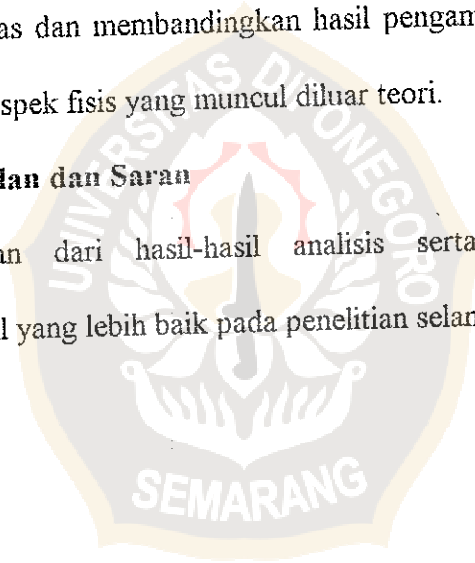 as dan membandingkan hasil pengam
spek fisis yang muncul diluar teori.
lan dan Saran
an dari hasil-hasil analisis serta
l yang lebih baik pada penelitian selan
UNIVERSITAS DIPONEGORO
SEMARANG